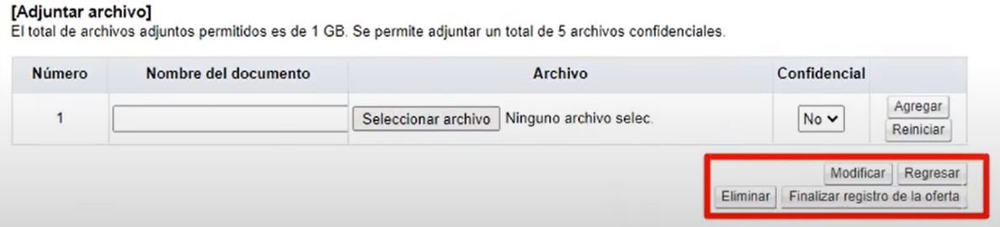 [Adjuntar archivo]
El total de archivos adjuntos permitidos es de 1 GB. Se permite adjuntar un total de 5 archivos confidenciales.
Número Nombre del documento Archivo Confidencial
1 Seleccionar archivo Ninguno archivo selec. No Agregar
Reiniciar
Modificar Regresar
Eliminar Finalizar registro de la oferta